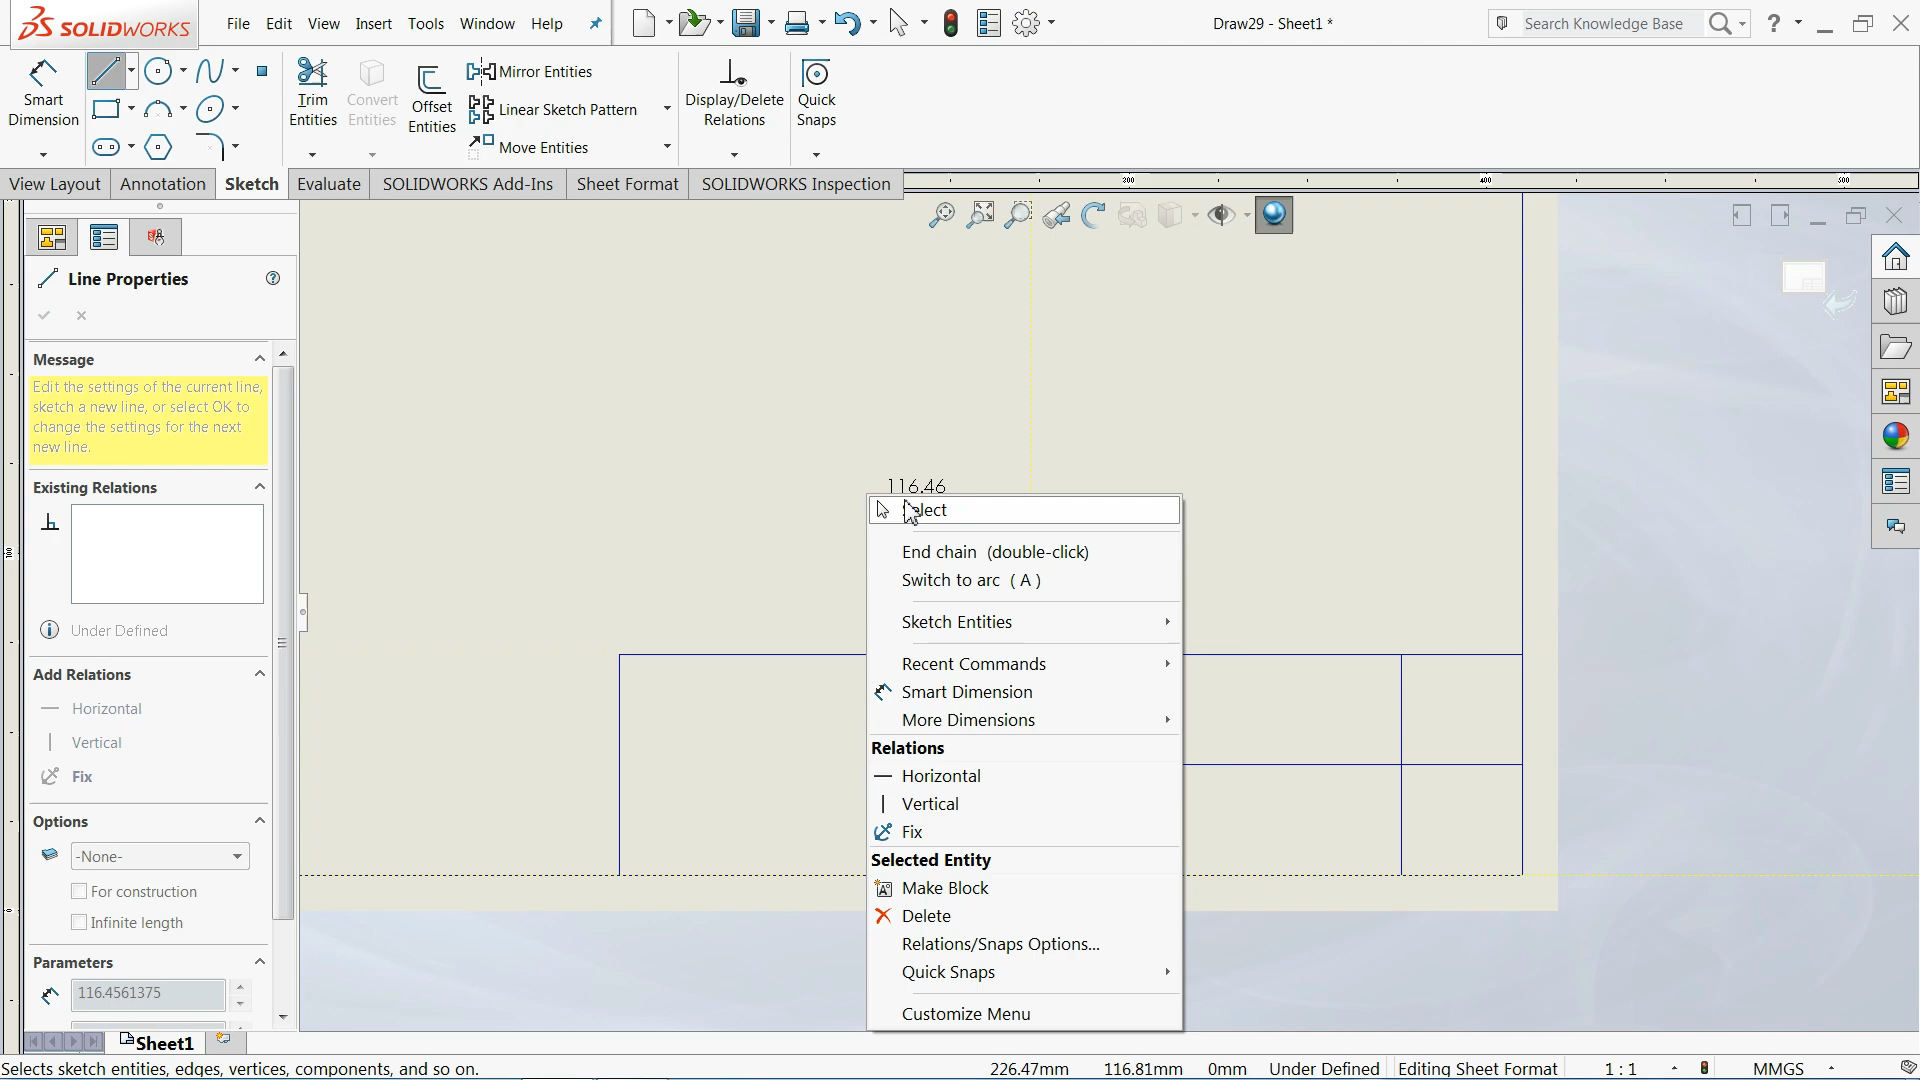 SOLIDWORKS File Edit View Insert Tools Window Help Draw29 - Sheet1 * Search Knowledge Base ?
Smart Dimension
Trim Entities
Convert Entities
Offset Entities
Mirror Entities
Linear Sketch Pattern
Move Entities
Display/Delete Relations
Quick Snaps
View Layout Annotation Sketch Evaluate SOLIDWORKS Add-Ins Sheet Format SOLIDWORKS Inspection
200 400 500
Line Properties
Message
Edit the settings of the current line,
sketch a new line, or select OK to
change the settings for the next
new line.
Existing Relations
Under Defined
Add Relations
Horizontal
Vertical
Fix
Options
-None-
For construction
Infinite length
Parameters
116.4561375
116.46
End chain (double-click)
Switch to arc ( A )
Sketch Entities
Recent Commands
Smart Dimension
More Dimensions
Relations
Horizontal
Vertical
Fix
Selected Entity
Make Block
Delete
Relations/Snaps Options...
Quick Snaps
Customize Menu
Sheet1
Selects sketch entities, edges, vertices, components, and so on. 226.47mm 116.81mm 0mm Under Defined Editing Sheet Format 1 : 1 MMGS